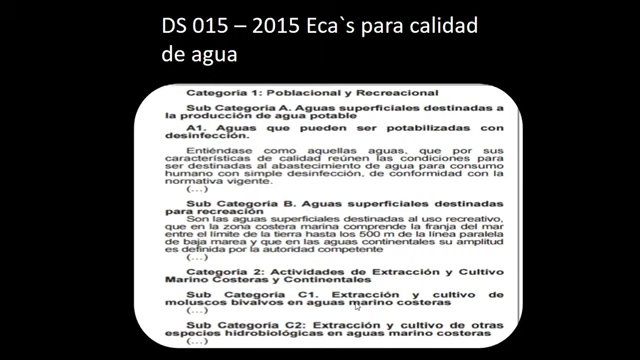 DS 015 – 2015 Eca`s para calidad
de agua
Categoría 1: Poblacional y Recreacional
Sub Categoría A. Aguas superficiales destinadas a
la producción de agua potable
A1. Aguas que pueden ser potabilizadas con
desinfección.
Entiéndase como aquellas aguas, que por sus
características de calidad reúnen las condiciones para
ser destinadas al abastecimiento de agua para consumo
humano con simple desinfección, de conformidad con la
normativa vigente.
(...)
Sub Categoría B. Aguas superficiales destinadas
para recreación
Son las aguas superficiales destinadas al uso recreativo,
que en la zona costera marina comprende la franja del mar
entre el límite de la tierra hasta los 500 m de la línea paralela
de baja marea y que en las aguas continentales su amplitud
es definida por la autoridad competente
(...)
Categoría 2: Actividades de Extracción y Cultivo
Marino Costeras y Continentales
Sub Categoría C1. Extracción y cultivo de
moluscos bivalvos en aguas marino costeras
(...)
Sub Categoría C2: Extracción y cultivo de otras
especies hidrobiológicas en aguas marino costeras
(...)